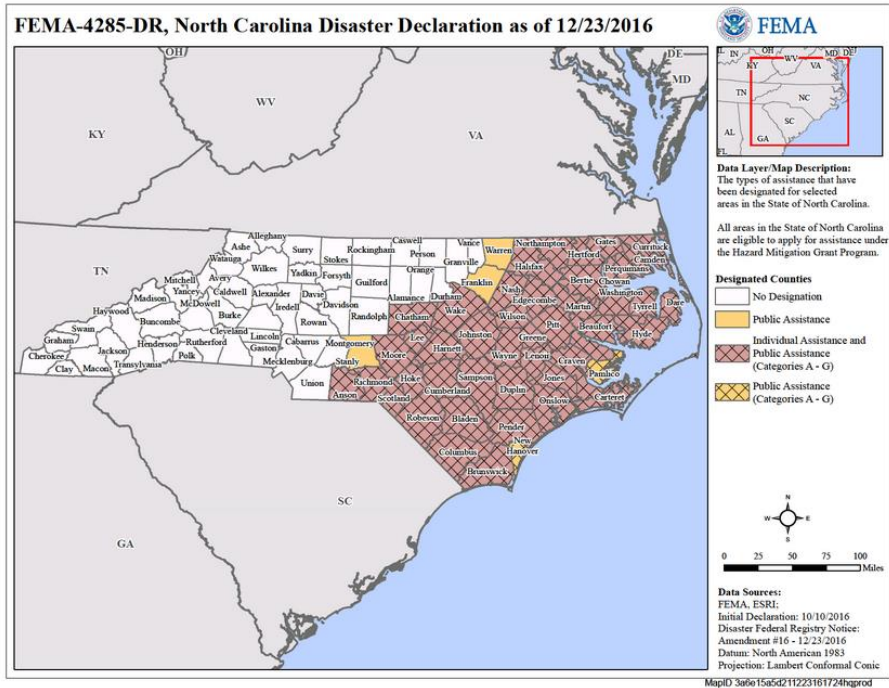 FEMA-4285-DR, North Carolina Disaster Declaration as of 12/23/2016
FEMA
OH
DE
MD
WV
KY
VA
TN
SC
GA
IN
OH
MD
DE
KY
WV
VA
TN
NC
SC
AL
GA
FL
Alleghany
Ashe
Surry
Stokes
Rockingham
Caswell
Person
Vance
Granville
Warren
Northampton
Gates
Currituck
Camden
Hertford
Perquimans
Halifax
Watauga
Wilkes
Yadkin
Forsyth
Guilford
Orange
Franklin
Bertie
Chowan
Mitchell
Avery
Yancey
Caldwell
Alexander
Davie
Davidson
Alamance
Durham
Nash
Edgecombe
Washington
Madison
McDowell
Iredell
Randolph
Chatham
Wake
Wilson
Martin
Tyrrell
Dare
Haywood
Buncombe
Burke
Rowan
Pitt
Beaufort
Hyde
Swain
Graham
Henderson
Rutherford
Cleveland
Lincoln
Cabarrus
Montgomery
Lee
Johnston
Greene
Jackson
Polk
Gaston
Stanly
Moore
Harnett
Wayne
Lenoir
Craven
Cherokee
Clay
Macon
Transylvania
Mecklenburg
Pamlico
Union
Richmond
Anson
Hoke
Scotland
Cumberland
Sampson
Duplin
Jones
Onslow
Carteret
Robeson
Bladen
Pender
New
Hanover
Columbus
Brunswick
Data Layer/Map Description:
The types of assistance that have
been designated for selected
areas in the State of North Carolina.
All areas in the State of North Carolina
are eligible to apply for assistance under
the Hazard Mitigation Grant Program.
Designated Counties
No Designation
Public Assistance
Individual Assistance and
Public Assistance
(Categories A - G)
Public Assistance
(Categories A - G)
N
W
E
S
0 25 50 75 100
Miles
Data Sources:
FEMA, ESRI;
Initial Declaration: 10/10/2016
Disaster Federal Registry Notice:
Amendment #16 - 12/23/2016
Datum: North American 1983
Projection: Lambert Conformal Conic
MapID 3a6e15a5d211223161724hqprod